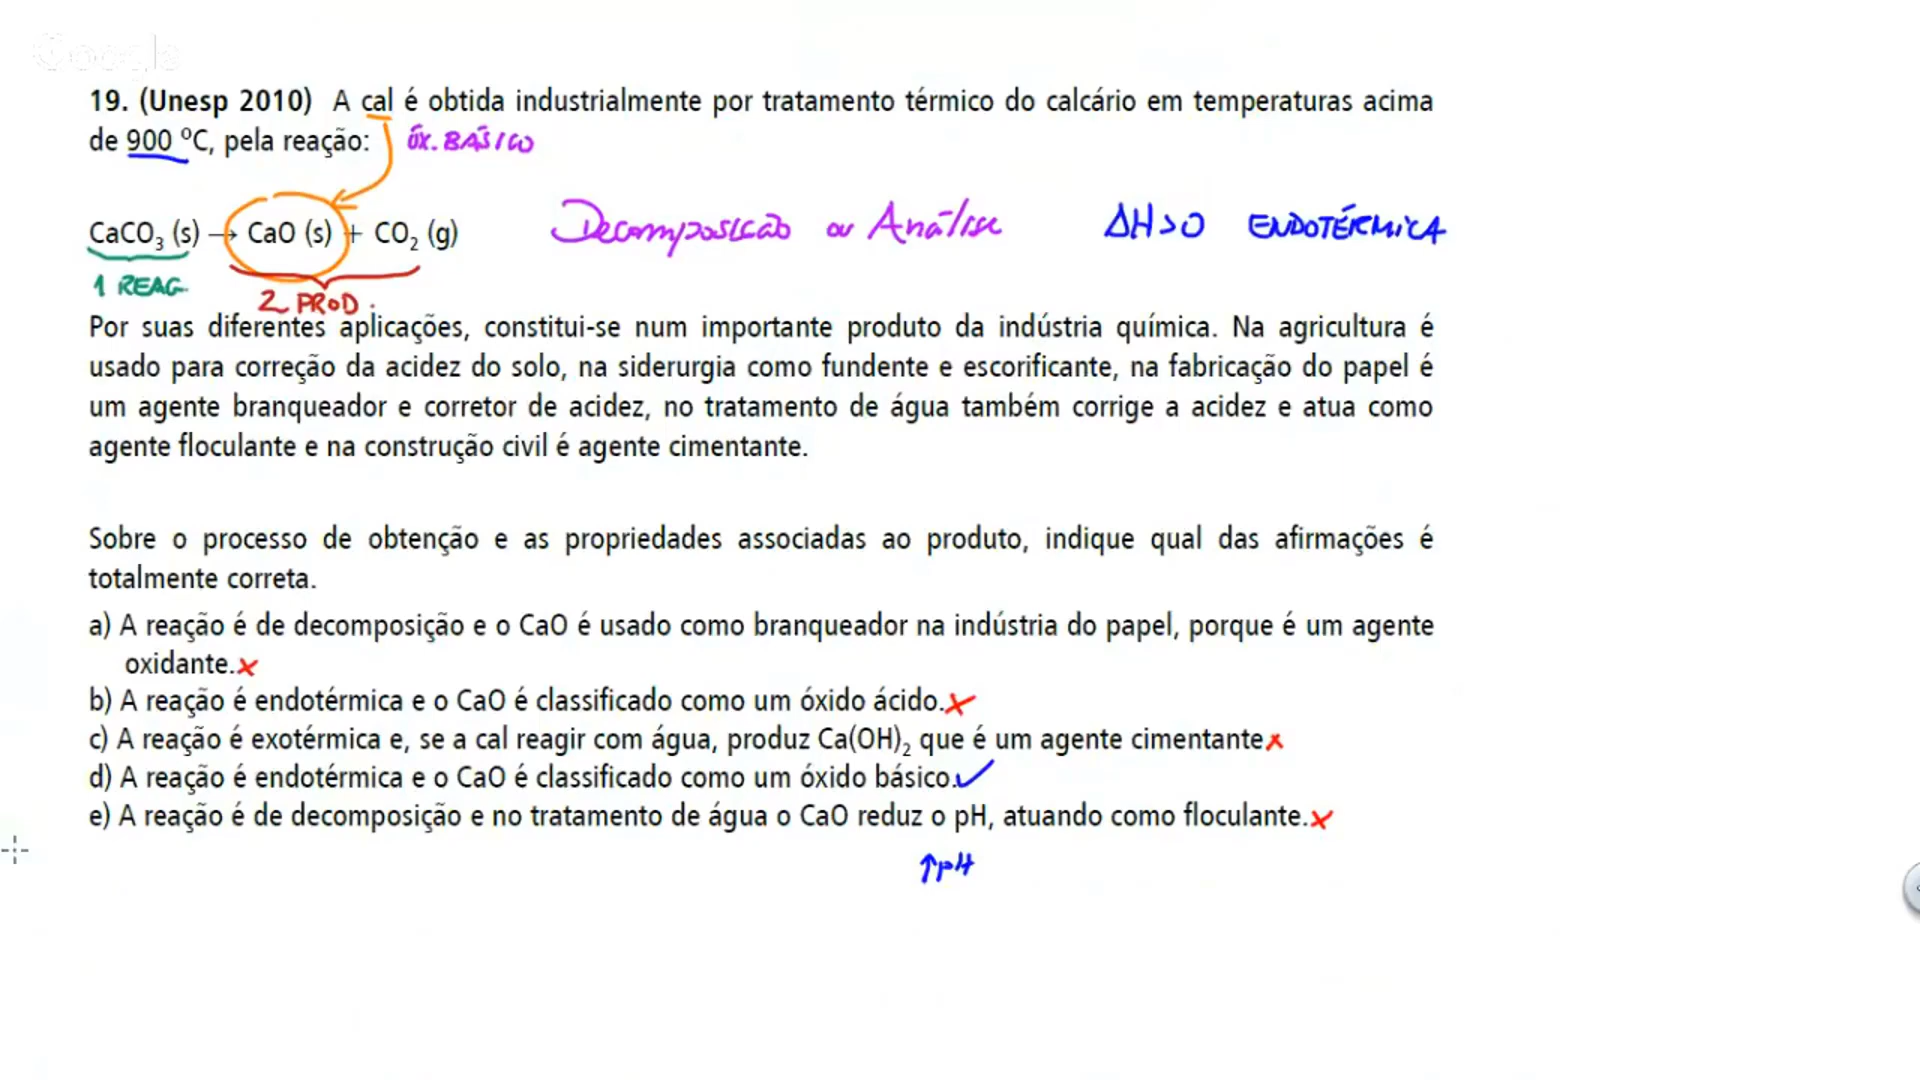 Google
19. (Unesp 2010) A cal é obtida industrialmente por tratamento térmico do calcário em temperaturas acima
de 900 ºC, pela reação: ÓX. BÁSICO
CaCO₃ (s) → CaO (s) + CO₂ (g) Decomposição ou Análise ΔH>0 ENDOTÉRMICA
1 REAG.
2 PROD.
Por suas diferentes aplicações, constitui-se num importante produto da indústria química. Na agricultura é
usado para correção da acidez do solo, na siderurgia como fundente e escorificante, na fabricação do papel é
um agente branqueador e corretor de acidez, no tratamento de água também corrige a acidez e atua como
agente floculante e na construção civil é agente cimentante.
Sobre o processo de obtenção e as propriedades associadas ao produto, indique qual das afirmações é
totalmente correta.
a) A reação é de decomposição e o CaO é usado como branqueador na indústria do papel, porque é um agente
oxidante.
b) A reação é endotérmica e o CaO é classificado como um óxido ácido.
c) A reação é exotérmica e, se a cal reagir com água, produz Ca(OH)₂ que é um agente cimentante
d) A reação é endotérmica e o CaO é classificado como um óxido básico.
e) A reação é de decomposição e no tratamento de água o CaO reduz o pH, atuando como floculante.
↑pH